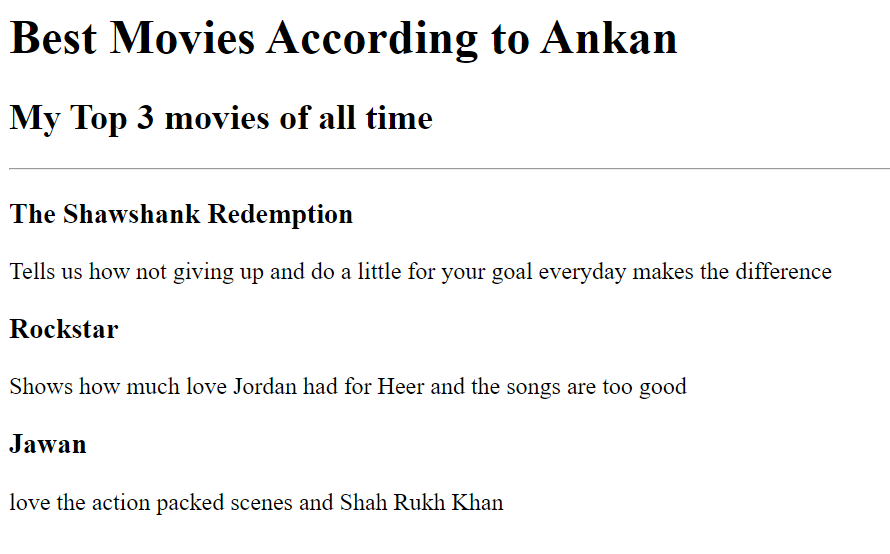 Best Movies According to Ankan
My Top 3 movies of all time
The Shawshank Redemption
Tells us how not giving up and do a little for your goal everyday makes the difference
Rockstar
Shows how much love Jordan had for Heer and the songs are too good
Jawan
love the action packed scenes and Shah Rukh Khan